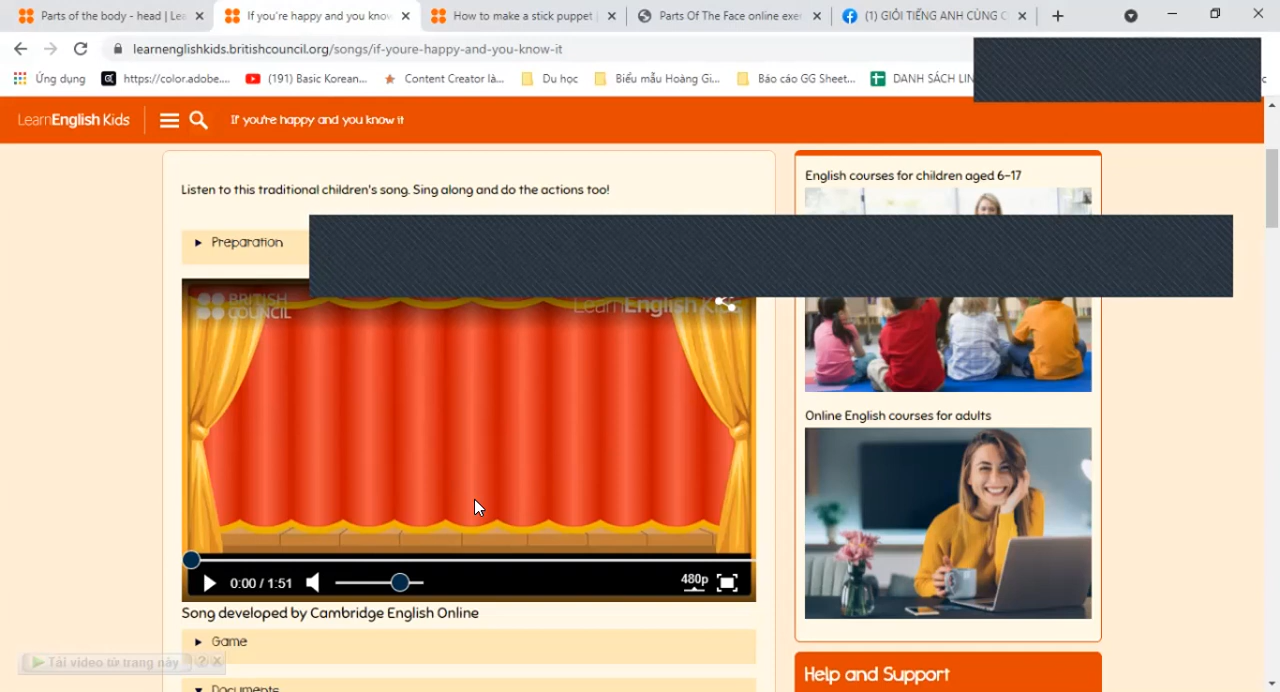 Parts of the body - head | Lea
If you're happy and you know
How to make a stick puppet |
Parts Of The Face online exer
(1) GIỎI TIẾNG ANH CÙNG C
learnenglishkids.britishcouncil.org/songs/if-youre-happy-and-you-know-it
Ứng dụng
https://color.adobe....
(191) Basic Korean...
Content Creator là...
Du học
Biểu mẫu Hoàng Gi...
Báo cáo GG Sheet...
DANH SÁCH LIN
LearnEnglish Kids
If you're happy and you know it
Listen to this traditional children's song. Sing along and do the actions too!
Preparation
BRITISH
COUNCIL
LearnEnglish Kids
0:00 / 1:51
480p
Song developed by Cambridge English Online
Game
Documents
Tải video từ trang này
?
English courses for children aged 6-17
Online English courses for adults
Help and Support